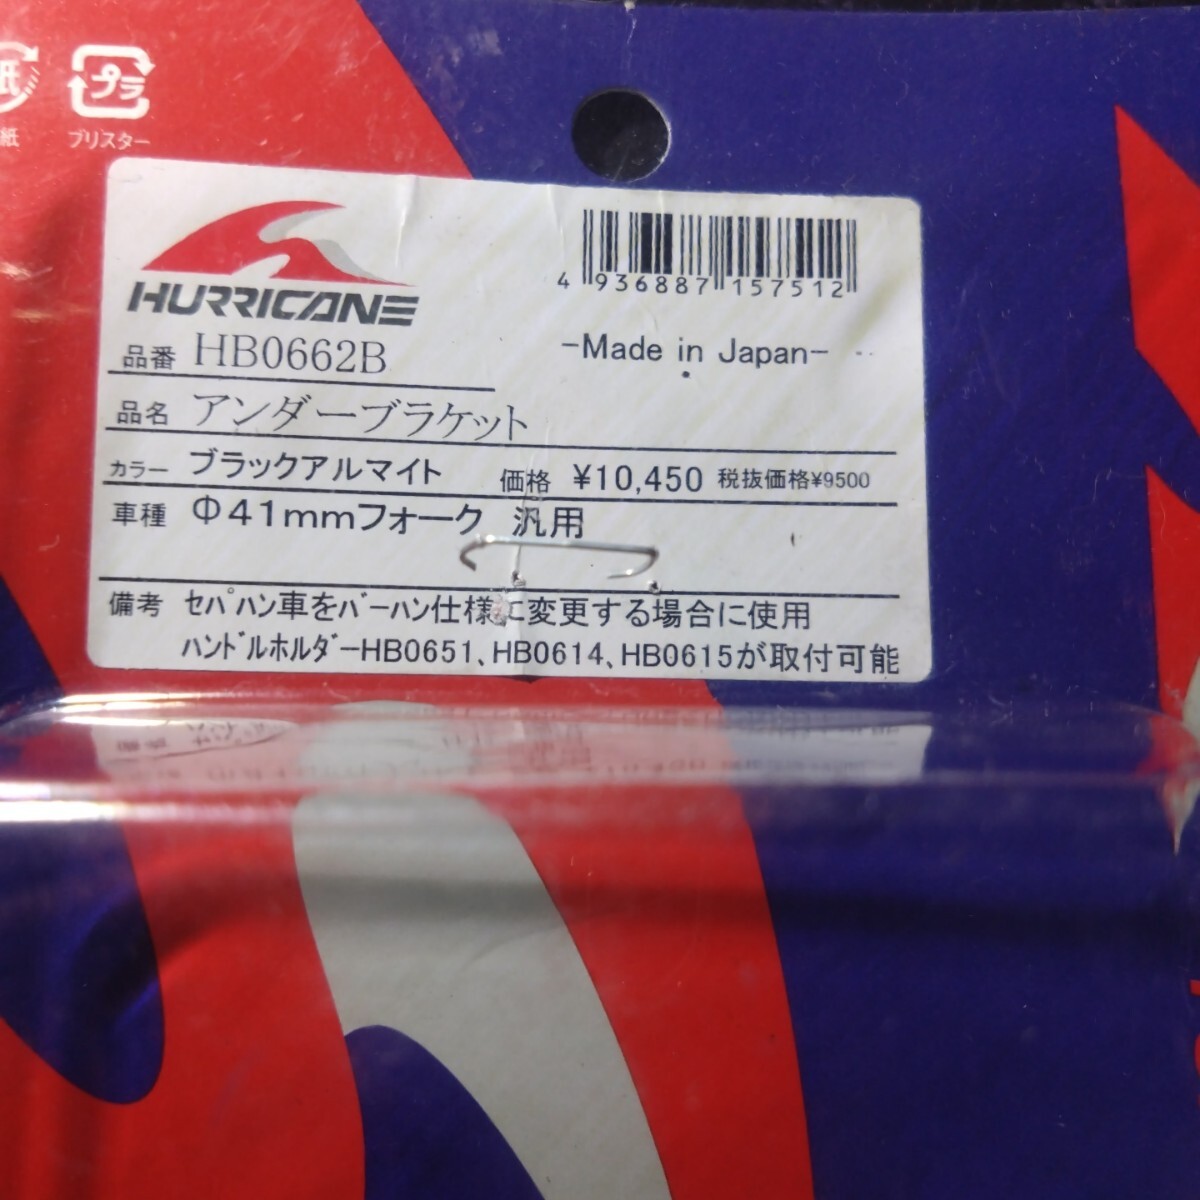 紙
プラ
紙
ブリスター
HURRICANE
4 936887 157512
品番 HB0662B
-Made in Japan-
品名 アンダーブラケット
カラー ブラックアルマイト 価格 ¥10,450 税抜価格¥9500
車種 Φ41mmフォーク 汎用
備考 セパハン車をバーハン仕様に変更する場合に使用
ハンドルホルダーHB0651、HB0614、HB0615が取付可能